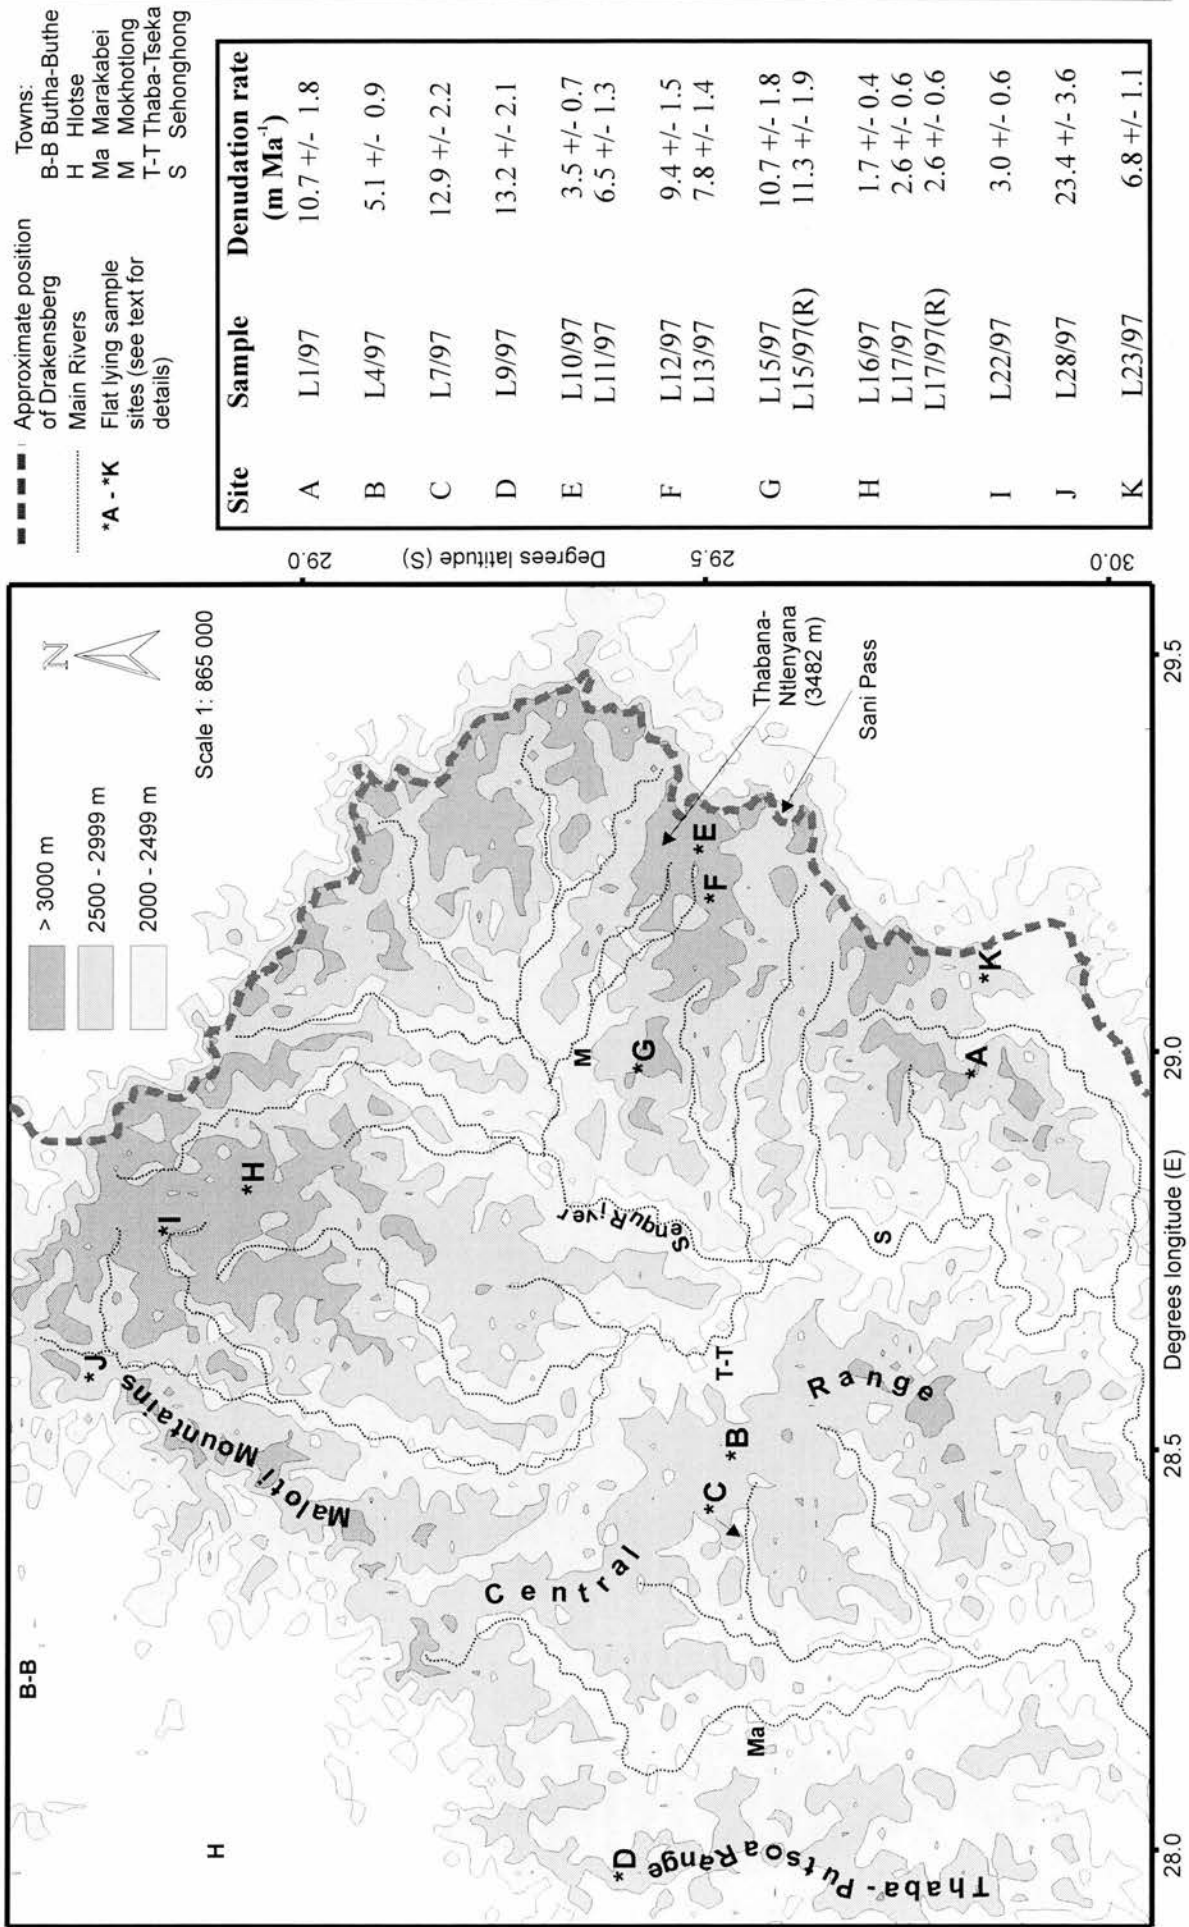 Approximate position
of Drakensberg
Main Rivers
*A - *K Flat lying sample
sites (see text for
details)
Towns:
B-B Butha-Buthe
H Hlotse
Ma Marakabei
M Mokhotlong
T-T Thaba-Tseka
S Sehonghong
Site Sample Denudation rate
(m Ma⁻¹)
A L1/97 10.7 +/- 1.8
B L4/97 5.1 +/- 0.9
C L7/97 12.9 +/- 2.2
D L9/97 13.2 +/- 2.1
E L10/97 3.5 +/- 0.7
L11/97 6.5 +/- 1.3
F L12/97 9.4 +/- 1.5
L13/97 7.8 +/- 1.4
G L15/97 10.7 +/- 1.8
L15/97(R) 11.3 +/- 1.9
H L16/97 1.7 +/- 0.4
L17/97 2.6 +/- 0.6
L17/97(R) 2.6 +/- 0.6
I L22/97 3.0 +/- 0.6
J L28/97 23.4 +/- 3.6
K L23/97 6.8 +/- 1.1
> 3000 m
2500 - 2999 m
2000 - 2499 m
N
Scale 1: 865 000
B-B
H
*J
*I
*H
Maloti Mountains
Central
Range
M
*G
Senqu River
*F
*E
Thabana-
Ntlenyana
(3482 m)
Sani Pass
T-T
*B
*C
*D
Ma
Thaba - Putsoa Range
S
*A
*K
29.0
29.5
30.0
Degrees latitude (S)
28.0
28.5
29.0
29.5
Degrees longitude (E)